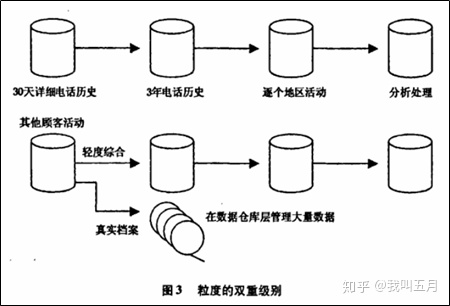 30天详细电话历史 3年电话历史 逐个地区活动 分析处理
其他顾客活动
轻度综合
真实档案 在数据仓库层管理大量数据
图3 粒度的双重级别
知乎 @我叫五月